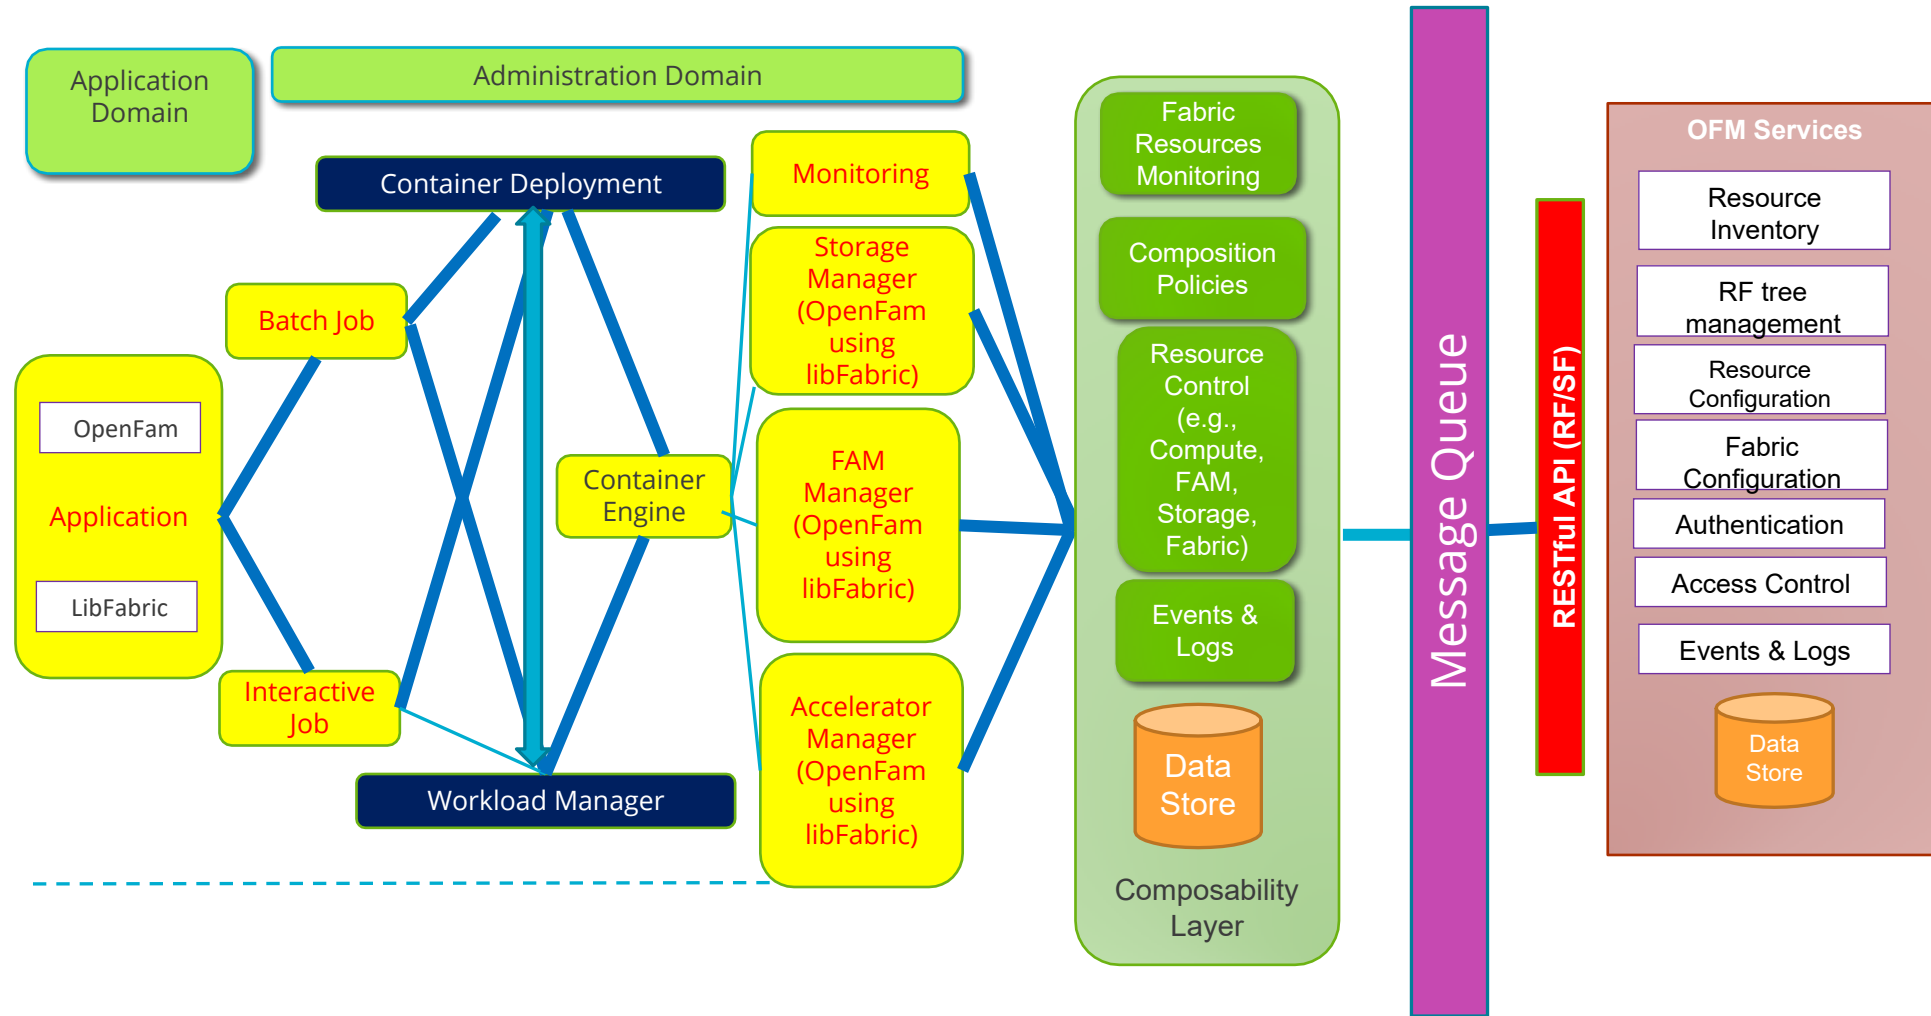 Application
Domain
Administration Domain
Container Deployment
Batch Job
OpenFam
Application
LibFabric
Interactive
Job
Workload Manager
Container
Engine
Monitoring
Storage
Manager
(OpenFam
using
libFabric)
FAM
Manager
(OpenFam
using
libFabric)
Accelerator
Manager
(OpenFam
using
libFabric)
Fabric
Resources
Monitoring
Composition
Policies
Resource
Control
(e.g.,
Compute,
FAM,
Storage,
Fabric)
Events &
Logs
Data
Store
Composability
Layer
Message Queue
RESTful API (RF/SF)
OFM Services
Resource
Inventory
RF tree
management
Resource
Configuration
Fabric
Configuration
Authentication
Access Control
Events & Logs
Data
Store